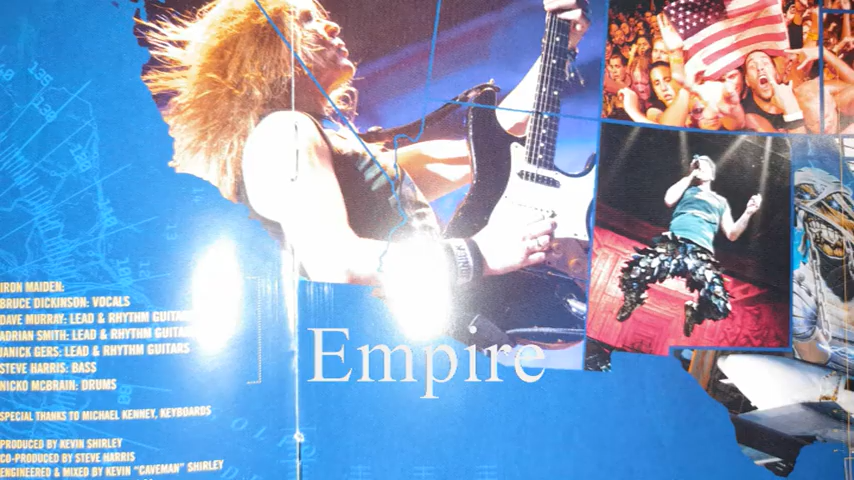 IRON MAIDEN:
BRUCE DICKINSON: VOCALS
DAVE MURRAY: LEAD & RHYTHM GUITAR
ADRIAN SMITH: LEAD & RHYTHM GUITAR
JANICK GERS: LEAD & RHYTHM GUITARS
STEVE HARRIS: BASS
NICKO MCBRAIN: DRUMS
SPECIAL THANKS TO MICHAEL KENNEY, KEYBOARDS
PRODUCED BY KEVIN SHIRLEY
CO-PRODUCED BY STEVE HARRIS
ENGINEERED & MIXED BY KEVIN "CAVEMAN" SHIRLEY
Empire